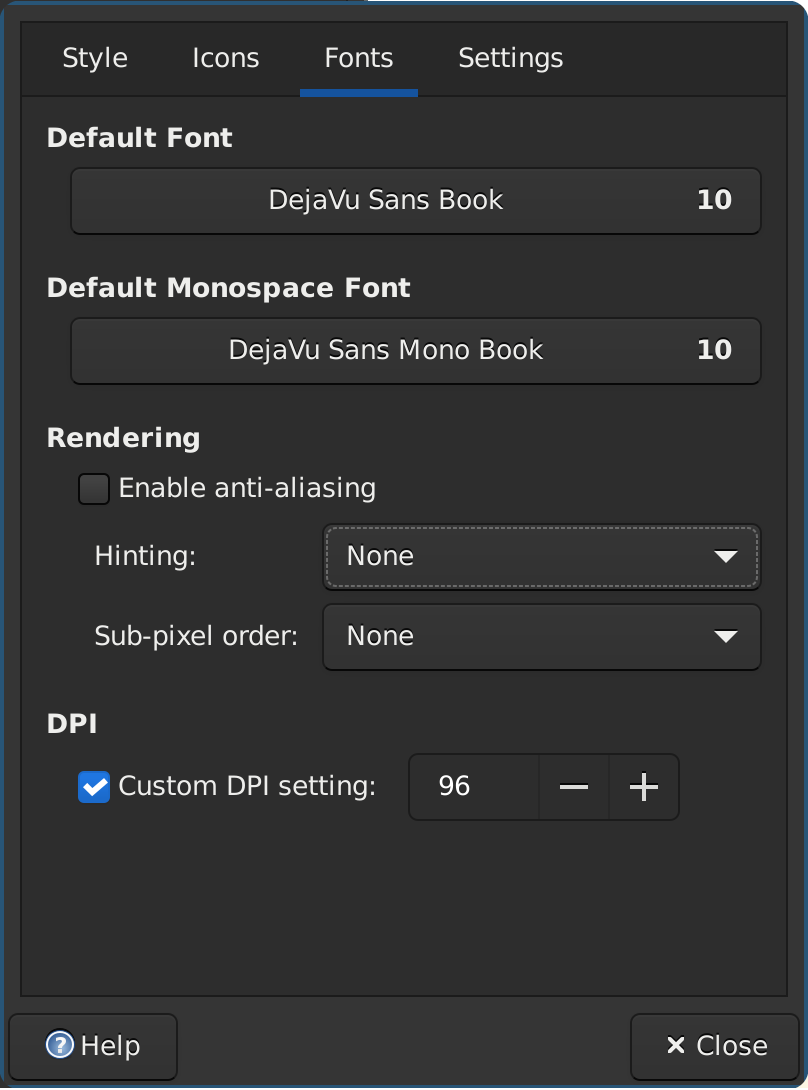 Style Icons Fonts Settings
Default Font
DejaVu Sans Book 10
Default Monospace Font
DejaVu Sans Mono Book 10
Rendering
Enable anti-aliasing
Hinting: None
Sub-pixel order: None
DPI
Custom DPI setting: 96
Help Close